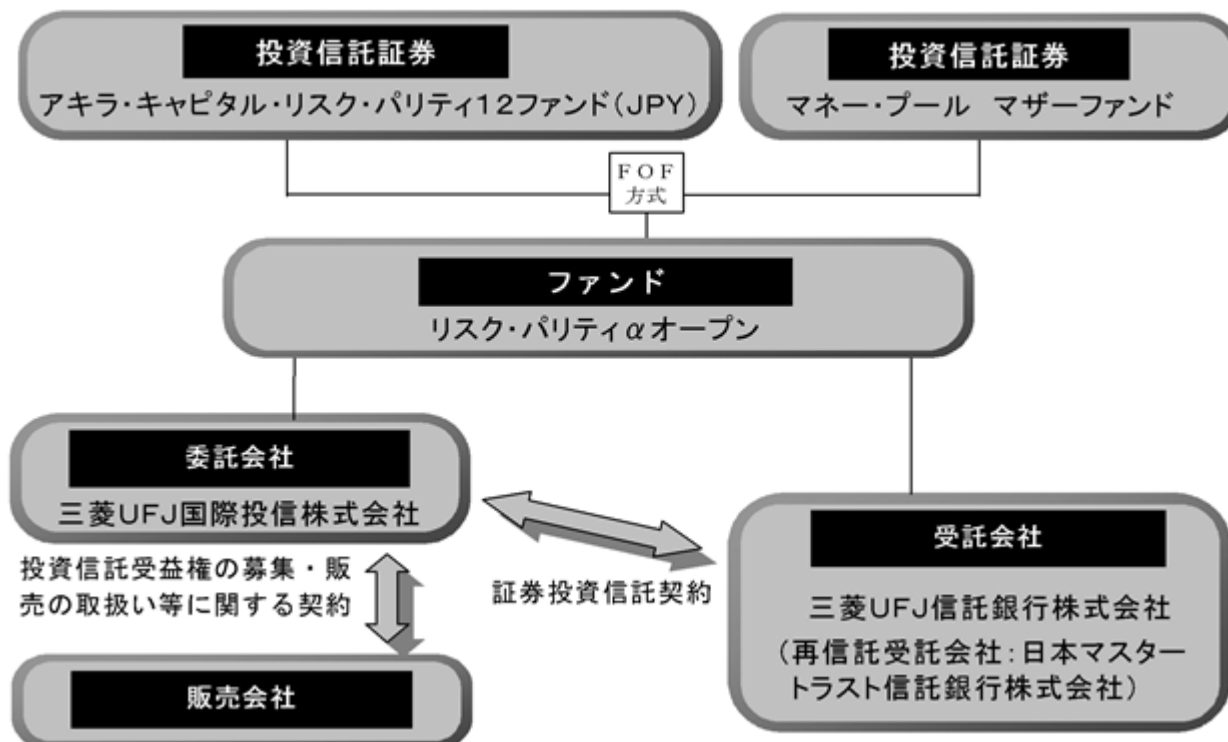 投資信託証券
アキラ・キャピタル・リスク・パリティ12ファンド(JPY)
投資信託証券
マネー・プール　マザーファンド
FOF
方式
ファンド
リスク・パリティαオープン
委託会社
三菱UFJ国際投信株式会社
投資信託受益権の募集・販
売の取扱い等に関する契約
証券投資信託契約
受託会社
三菱UFJ信託銀行株式会社
(再信託受託会社:日本マスター
トラスト信託銀行株式会社)
販売会社